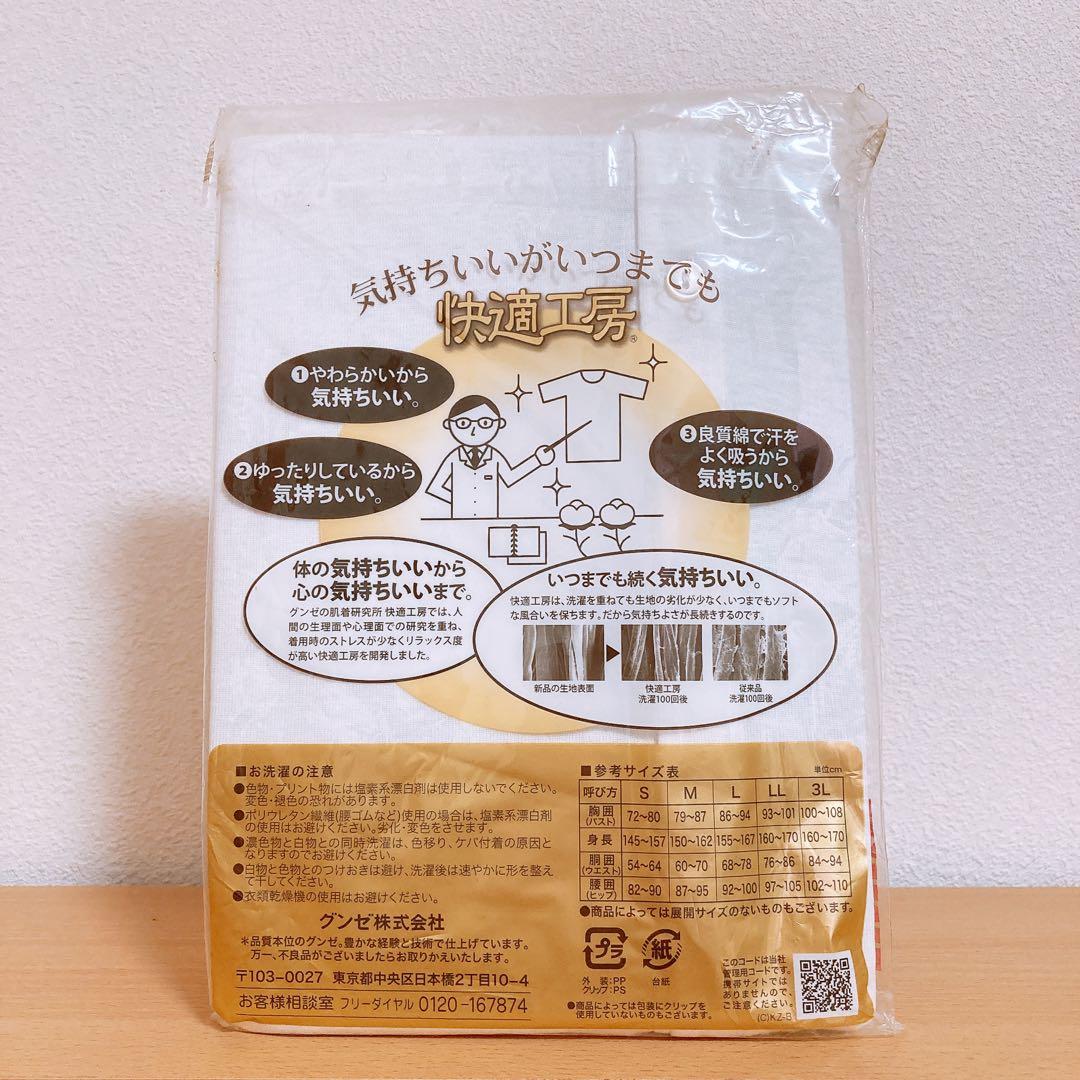 気持ちいいがいつまでも
快適工房®
❶やわらかいから
気持ちいい。
❷ゆったりしているから
気持ちいい。
❸良質綿で汗を
よく吸うから
気持ちいい。
体の気持ちいいから
心の気持ちいいまで。
グンゼの肌着研究所 快適工房では、人
間の生理面や心理面での研究を重ね、
着用時のストレスが少なくリラックス度
が高い快適工房を開発しました。
いつまでも続く気持ちいい。
快適工房は、洗濯を重ねても生地の劣化が少なく、いつまでもソフト
な風合いを保ちます。だから気持ちよさが長続きするのです。
新品の生地表面
快適工房
洗濯100回後
従来品
洗濯100回後
■お洗濯の注意
●色物・プリント物には塩素系漂白剤は使用しないでください。
変色・褪色の恐れがあります。
●ポリウレタン繊維(腰ゴムなど)使用の場合は、塩素系漂白剤
の使用はお避けください。劣化・変色をさせます。
●濃色物と白物との同時洗濯は、色移り、ケバ付着の原因と
なりますのでお避けください。
●白物と色物とのつけおきは避け、洗濯後は速やかに形を整え
て干してください。
●衣類乾燥機の使用はお避けください。
グンゼ株式会社
*品質本位のグンゼ。豊かな経験と技術で仕上げています。
万一、不良品がございましたらお取りかえいたします。
〒103-0027 東京都中央区日本橋2丁目10-4
お客様相談室 フリーダイヤル 0120-167874
■参考サイズ表 単位cm
呼び方 S M L LL 3L
胸囲(バスト) 72~80 79~87 86~94 93~101 100~108
身長 145~157 150~162 155~167 160~170 160~170
胴囲(ウエスト) 54~64 60~70 68~78 76~86 84~94
腰囲(ヒップ) 82~90 87~95 92~100 97~105 102~110
●商品によっては展開サイズのないものもございます。
プラ
外装:PP
クリップ:PS
紙
台紙
●商品によっては包装にクリップを
使用していないものもございます。
このコードは当社
管理用コードです。
携帯サイトでは
ありませんので、
ご注意ください。
(C)KZ-B